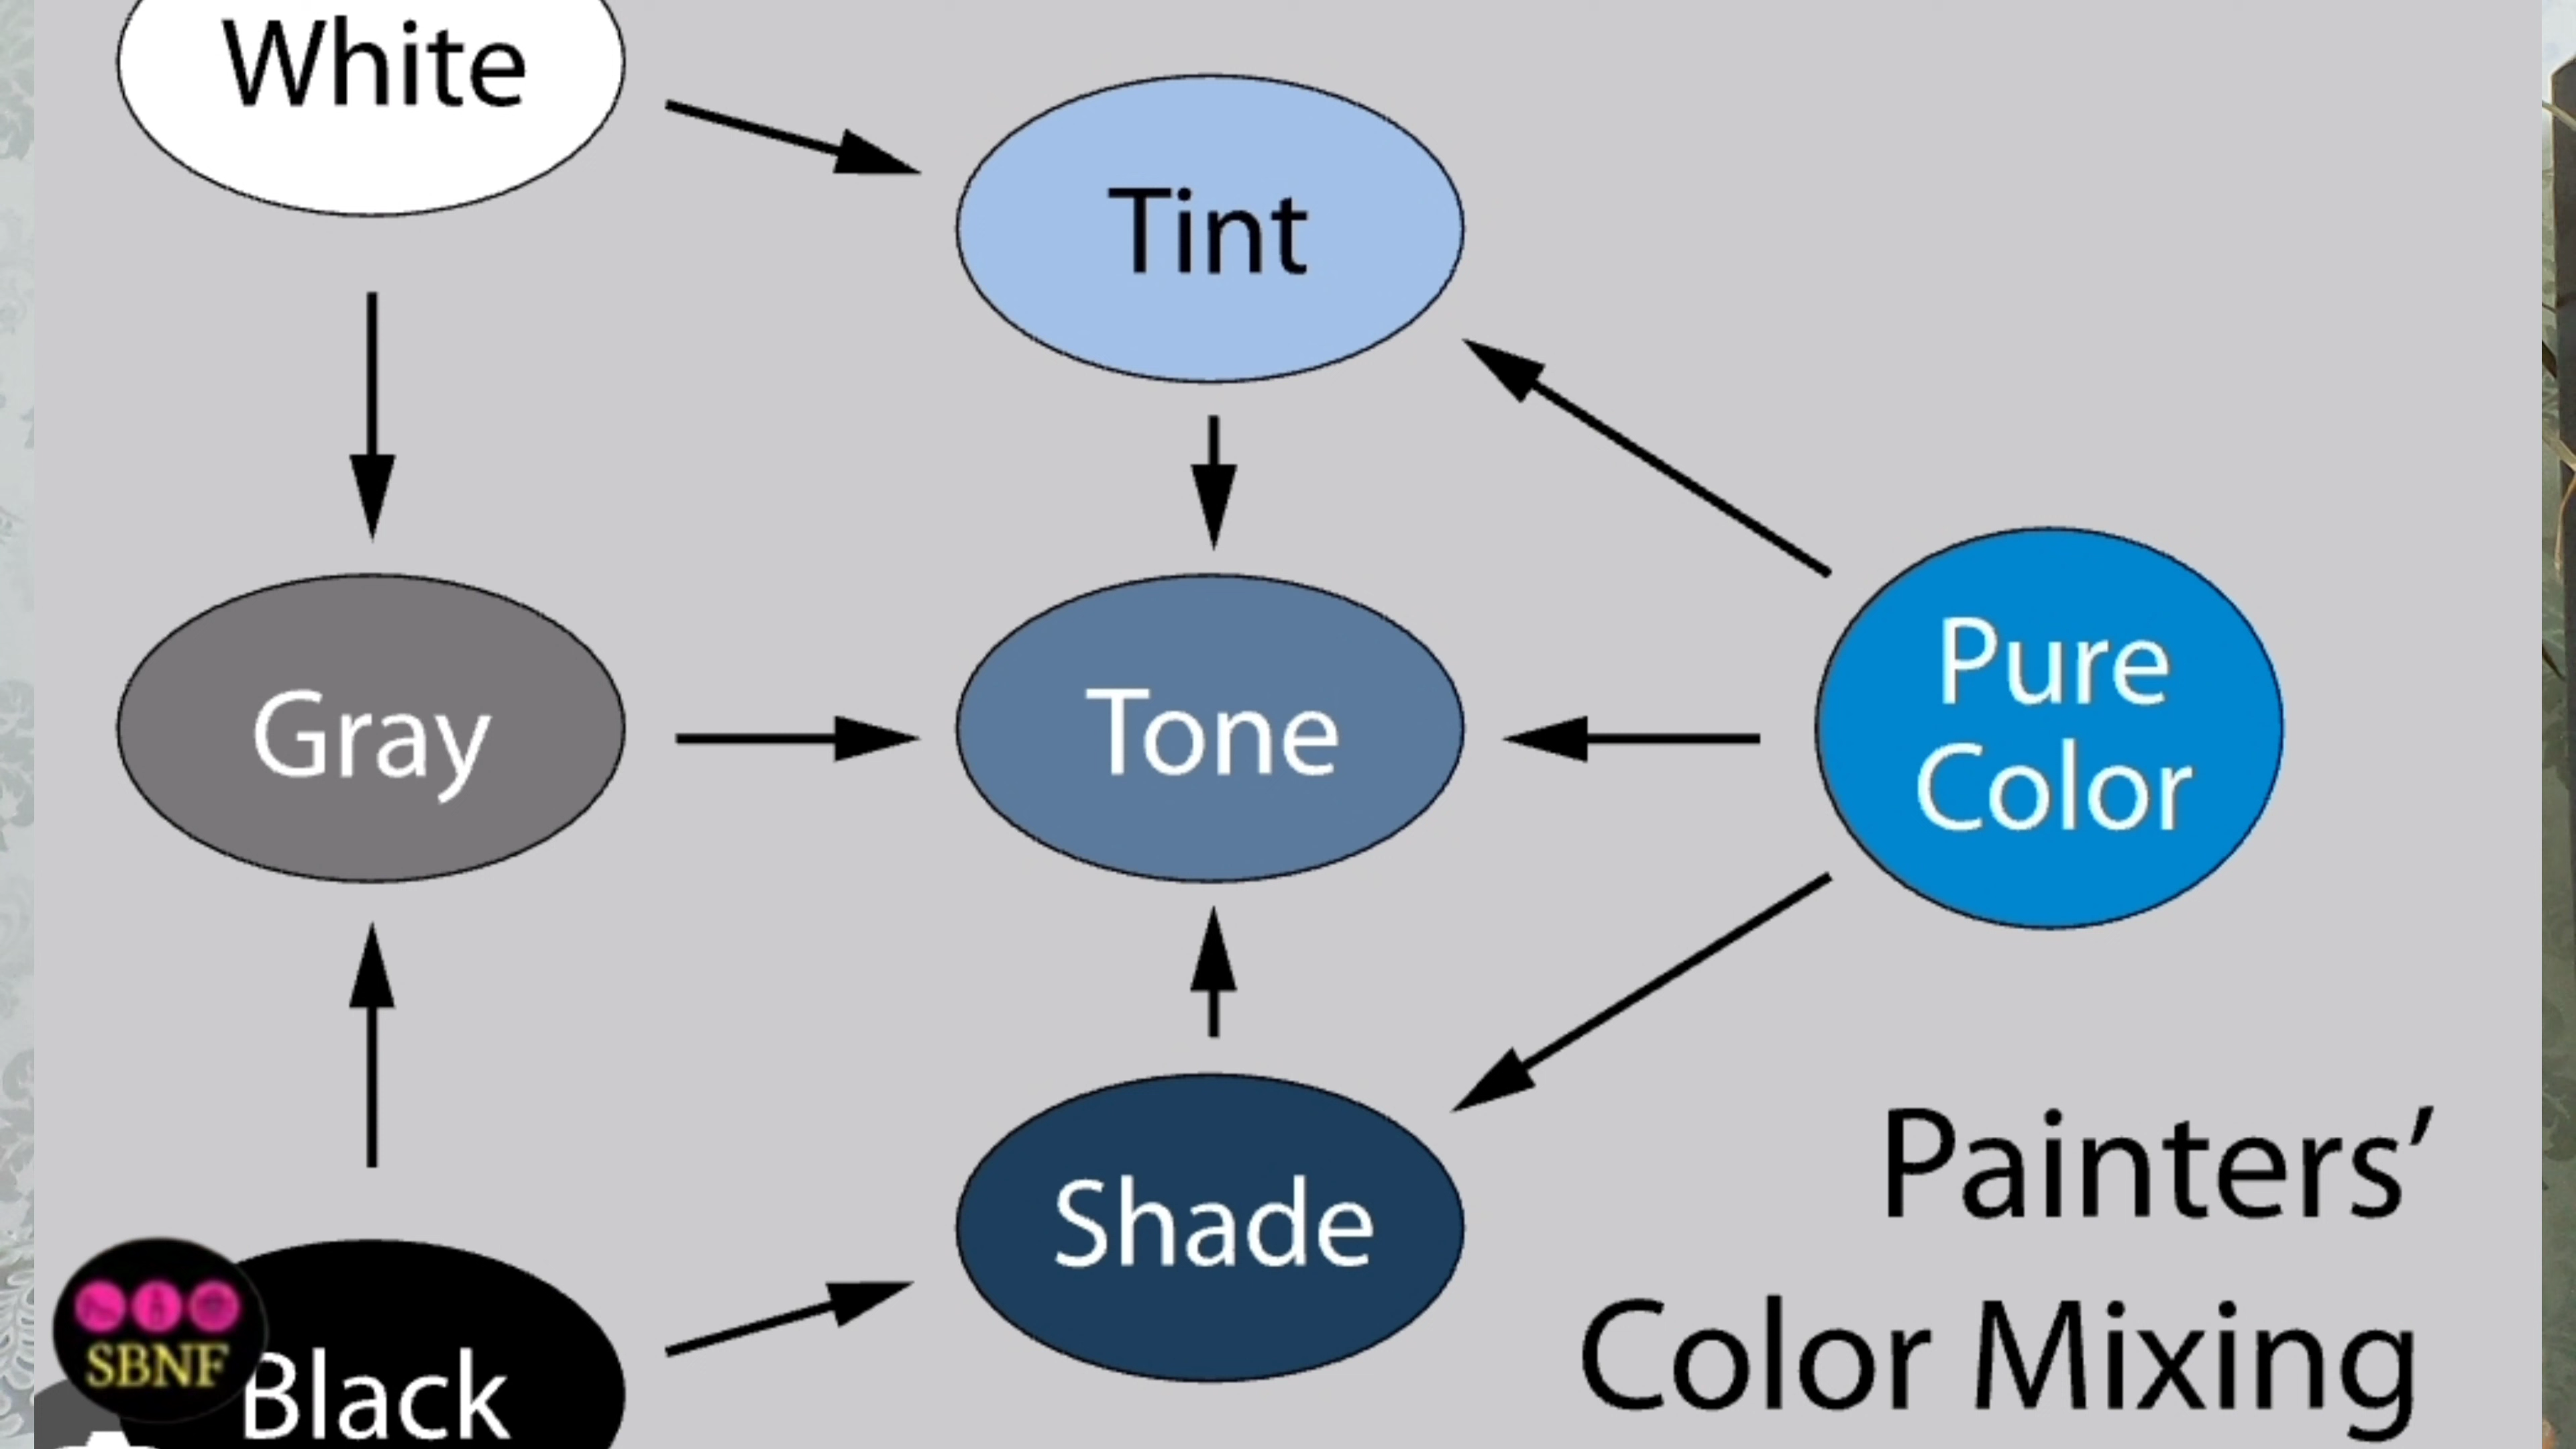 White
Tint
Gray
Tone
Pure
Color
Shade
Painters’
Color Mixing
Black
SBNF